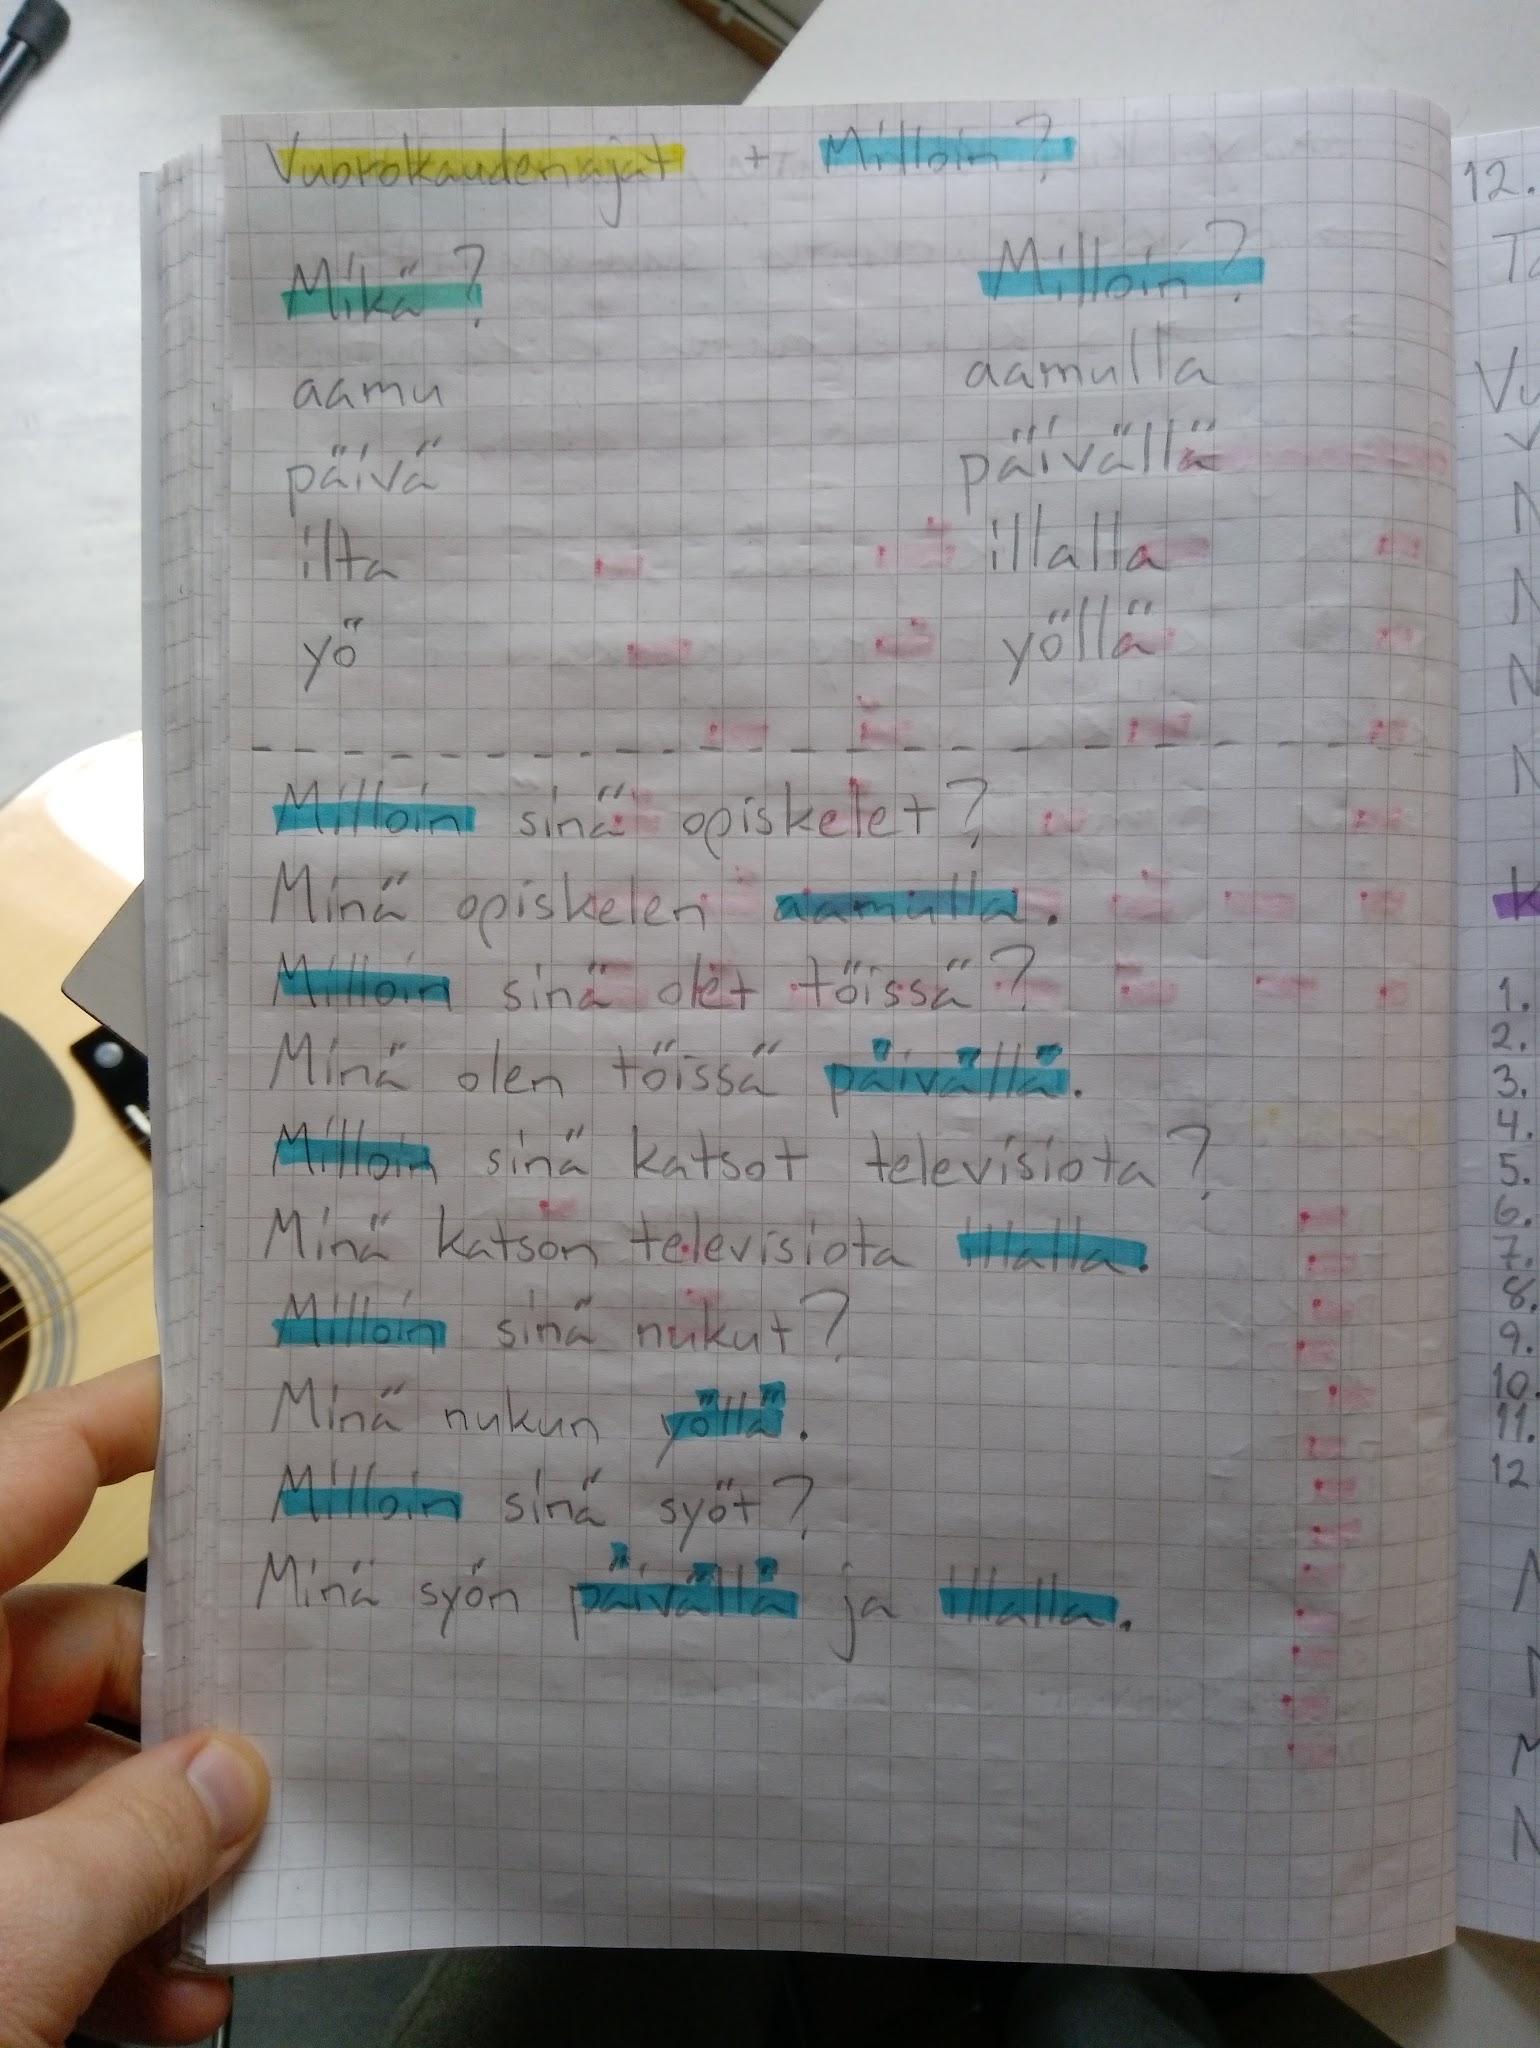 Vuorokaudenajat + Milloin?
Mikä? Milloin?
aamu aamulla
päivä päivällä
ilta illalla
yö yöllä
Milloin sinä opiskelet?
Minä opiskelen aamulla.
Milloin sinä olet töissä?
Minä olen töissä päivällä.
Milloin sinä katsot televisiota?
Minä katson televisiota illalla.
Milloin sinä nukut?
Minä nukun yöllä.
Milloin sinä syöt?
Minä syön päivällä ja illalla.
12.
1.
2.
3.
4.
5.
6.
7.
8.
9.
10.
11.
12